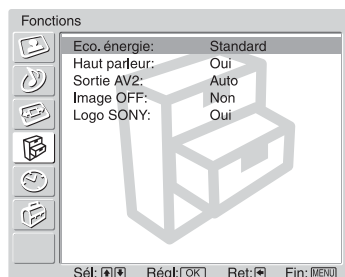 Fonctions
Eco. énergie: Standard
Haut parleur: Oui
Sortie AV2: Auto
Image OFF: Non
Logo SONY: Oui
Sél: Régl: OK Ret: Fin: MENU